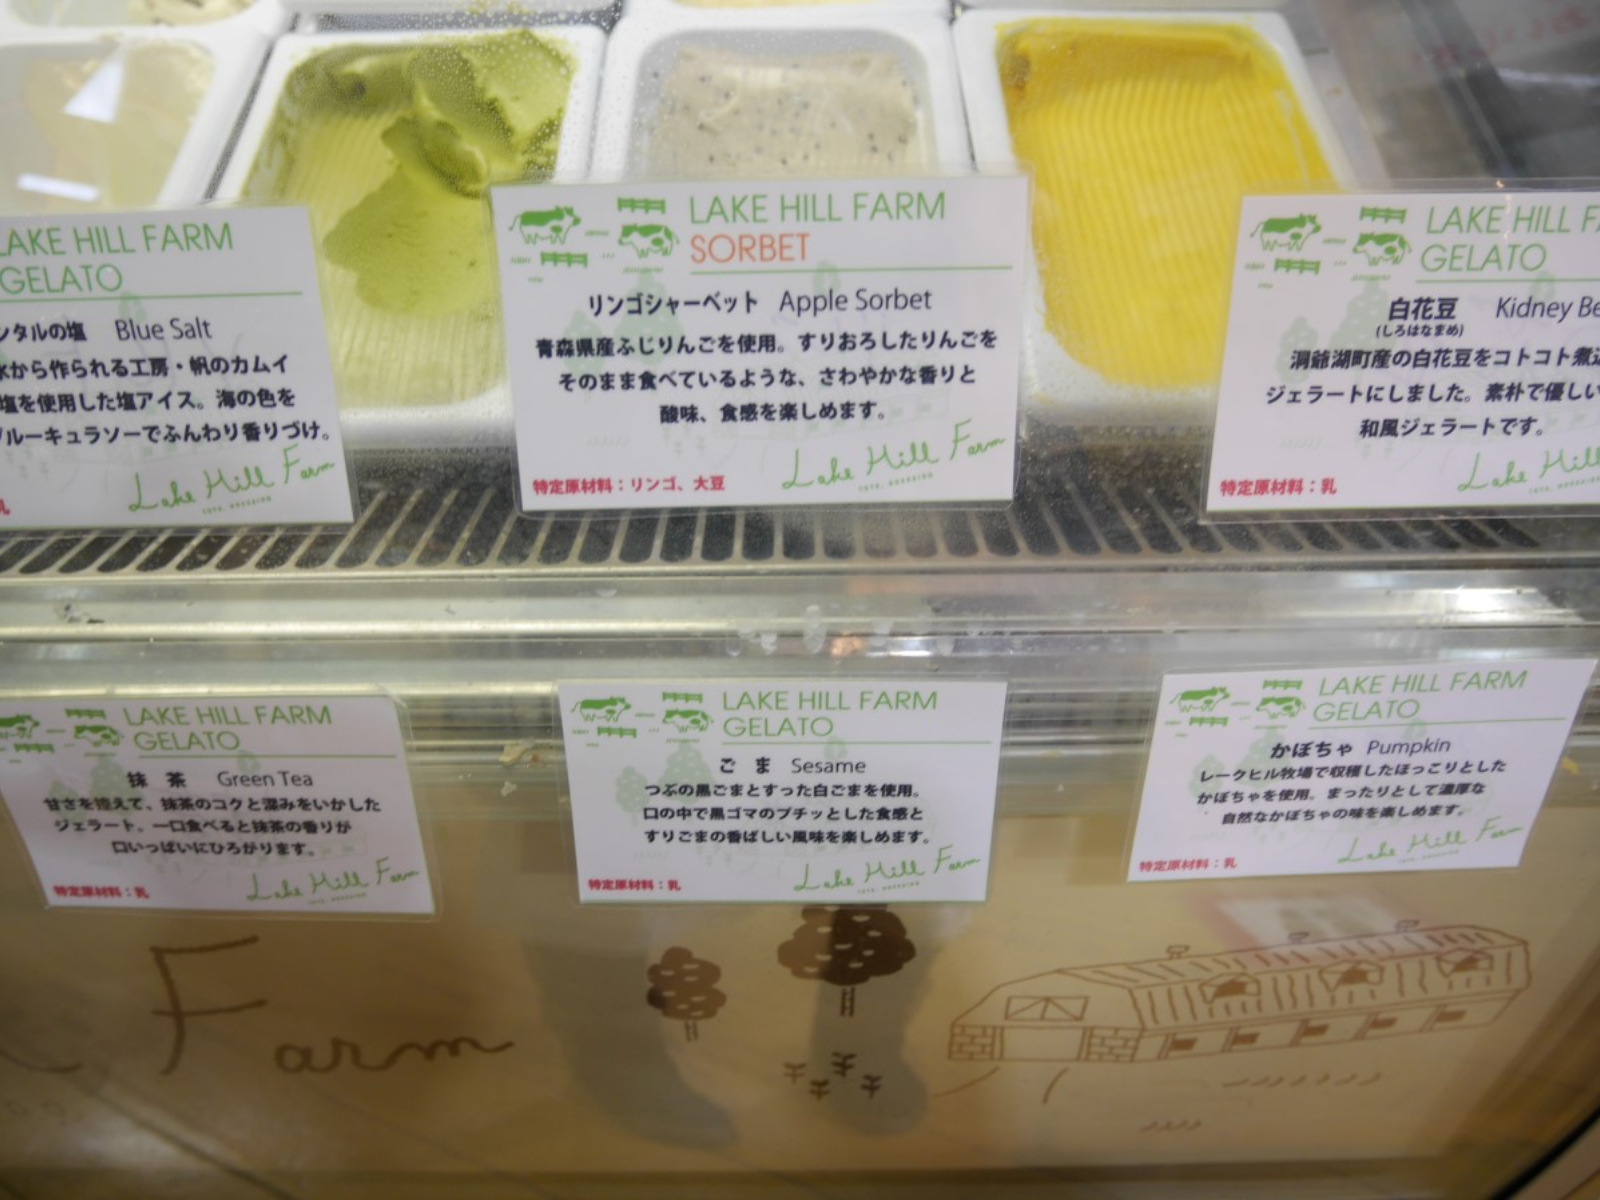 LAKE HILL FARM
GELATO
ンタルの塩 Blue Salt
水から作られる工房・帆のカムイ
塩を使用した塩アイス。海の色を
ブルーキュラソーでふんわり香りづけ。
乳
Lake Hill Farm
LAKE HILL FARM
SORBET
リンゴシャーベット Apple Sorbet
青森県産ふじりんごを使用。すりおろしたりんごを
そのまま食べているような、さわやかな香りと
酸味、食感を楽しめます。
特定原材料：リンゴ、大豆
Lake Hill Farm
LAKE HILL
GELATO
白花豆 Kidney
(しろはなまめ)
洞爺湖町産の白花豆をコトコト煮
ジェラートにしました。素朴で優しい
和風ジェラートです。
特定原材料：乳
Lake Hill
LAKE HILL FARM
GELATO
抹茶 Green Tea
甘さを控えて、抹茶のコクと渋みをいかした
ジェラート。一口食べると抹茶の香りが
口いっぱいにひろがります。
特定原材料：乳
Lake Hill Farm
LAKE HILL FARM
GELATO
ごま Sesame
つぶの黒ごまとすった白ごまを使用。
口の中で黒ゴマのプチッとした食感と
すりごまの香ばしい風味を楽しめます。
特定原材料：乳
Lake Hill Farm
LAKE HILL FARM
GELATO
かぼちゃ Pumpkin
レークヒル牧場で収穫したほっこりとした
かぼちゃを使用。まったりとして濃厚な
自然なかぼちゃの味を楽しめます。
特定原材料：乳
Lake Hill Farm
Farm